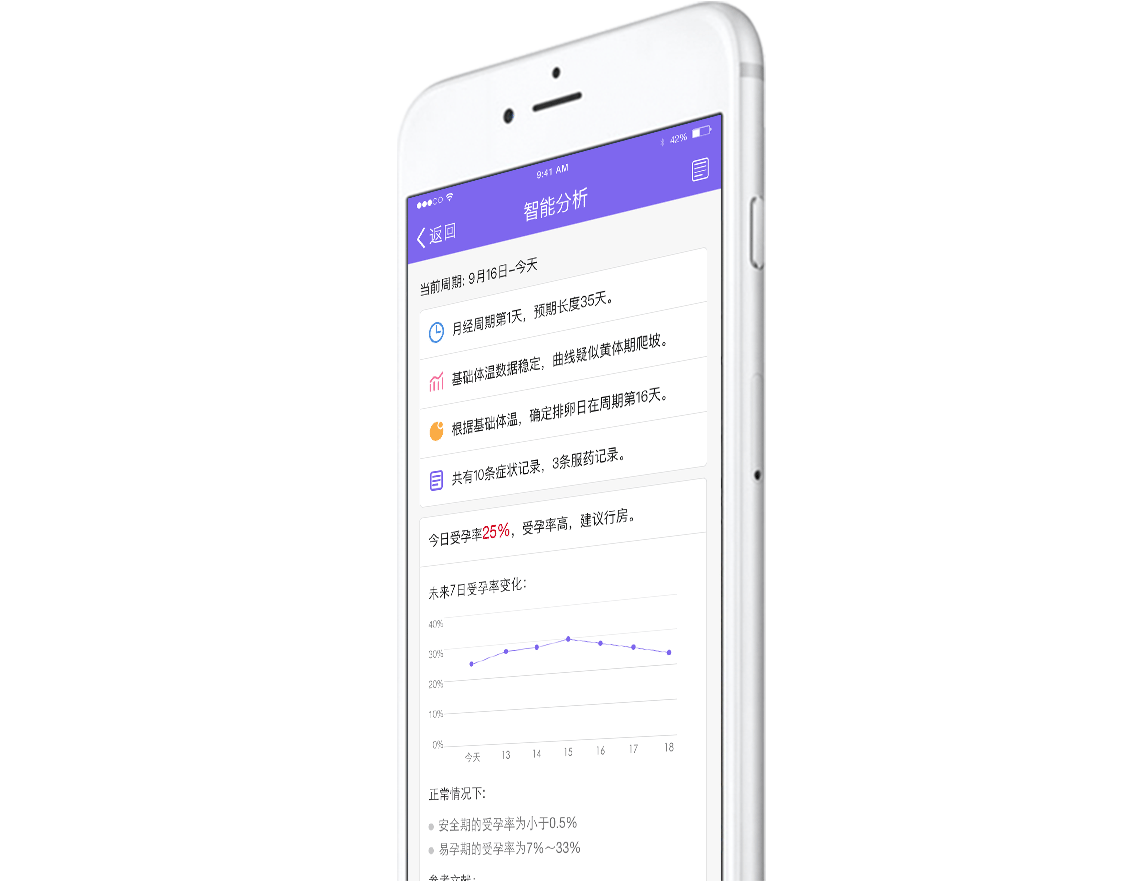 9:41 AM
42%
返回
智能分析
当前周期: 9月16日-今天
月经周期第1天，预期长度35天。
基础体温数据稳定，曲线疑似黄体期爬坡。
根据基础体温，确定排卵日在周期第16天。
共有10条症状记录，3条服药记录。
今日受孕率25%，受孕率高，建议行房。
未来7日受孕率变化：
40%
30%
20%
10%
0%
今天 13 14 15 16 17 18
正常情况下:
安全期的受孕率为小于0.5%
易孕期的受孕率为7%～33%
参考文献: